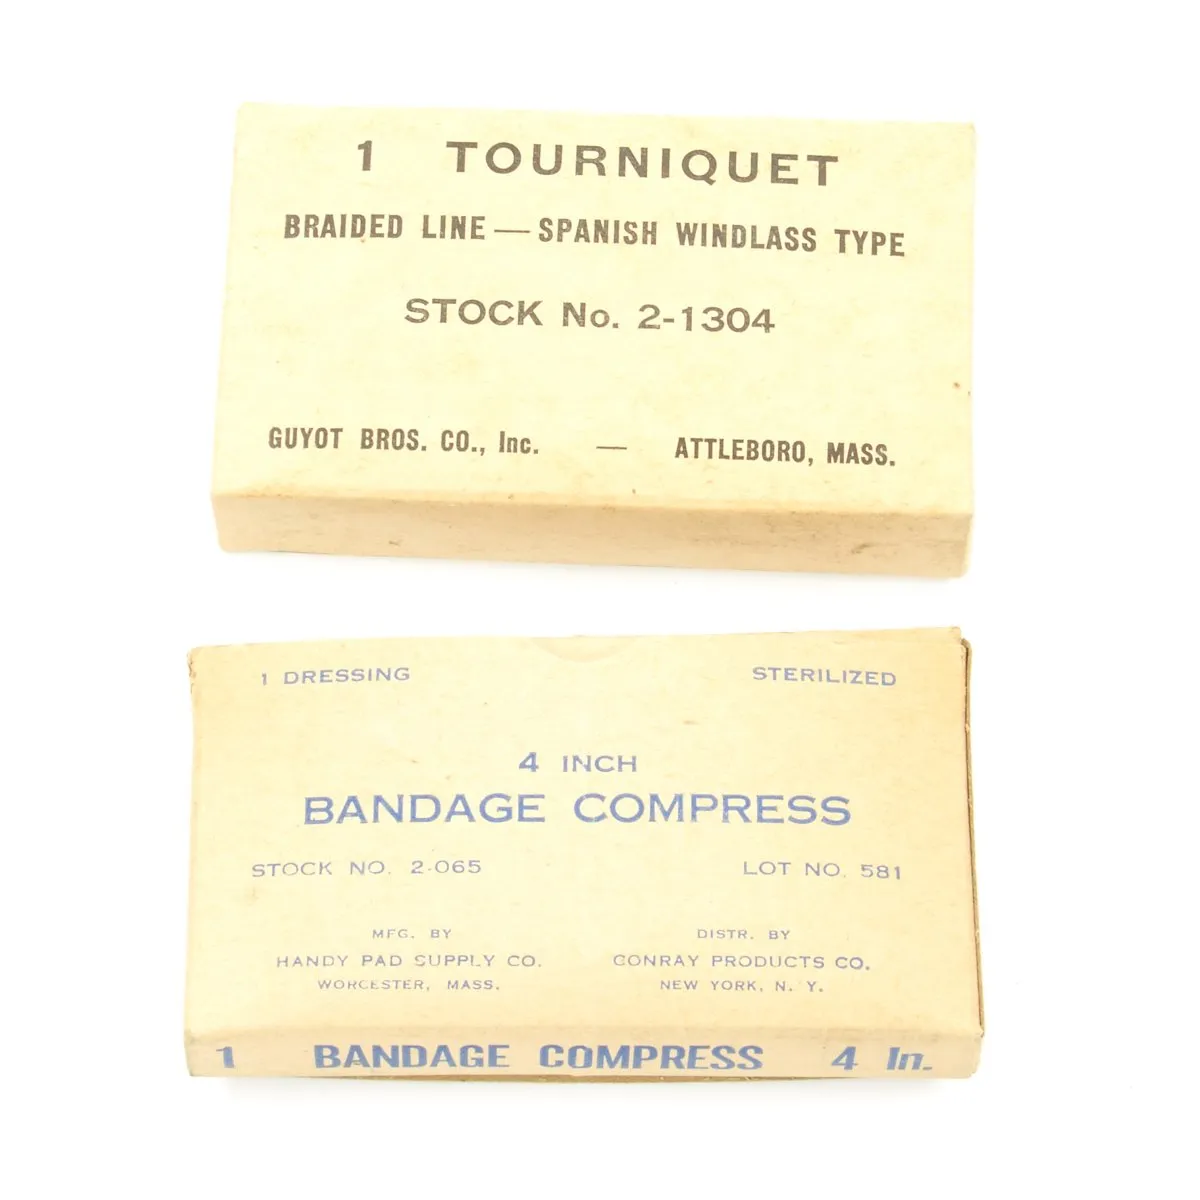 1 TOURNIQUET
BRAIDED LINE — SPANISH WINDLASS TYPE
STOCK No. 2-1304
GUYOT BROS. CO., Inc. — ATTLEBORO, MASS.
1 DRESSING STERILIZED
4 INCH
BANDAGE COMPRESS
STOCK NO. 2-065 LOT NO. 581
MFG. BY DISTR. BY
HANDY PAD SUPPLY CO. CONRAY PRODUCTS CO.
WORCESTER, MASS. NEW YORK, N. Y.
1 BANDAGE COMPRESS 4 In.